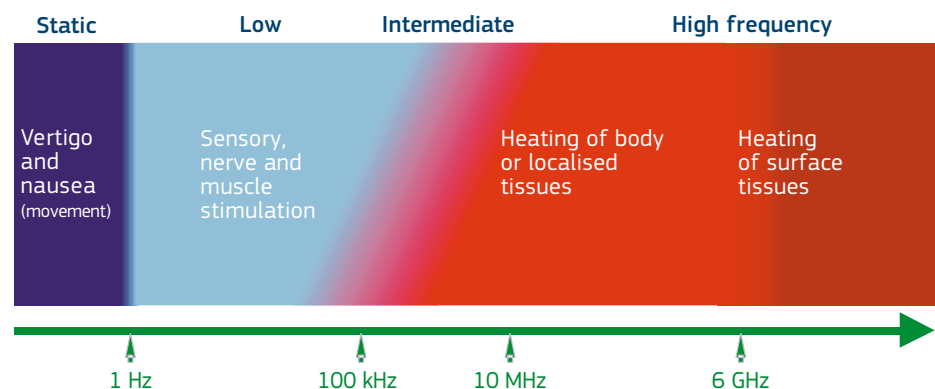 Static
Low
Intermediate
High frequency
Vertigo
and
nausea
(movement)
Sensory,
nerve and
muscle
stimulation
Heating of body
or localised
tissues
Heating
of surface
tissues
1 Hz
100 kHz
10 MHz
6 GHz